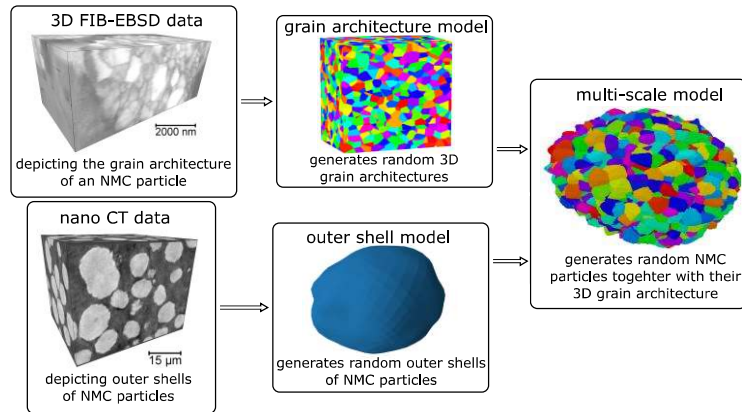 3D FIB-EBSD data
2000 nm
depicting the grain architecture
of an NMC particle
grain architecture model
generates random 3D
grain architectures
nano CT data
15 µm
depicting outer shells
of NMC particles
outer shell model
generates random outer shells
of NMC particles
multi-scale model
generates random NMC
particles togehter with their
3D grain architecture